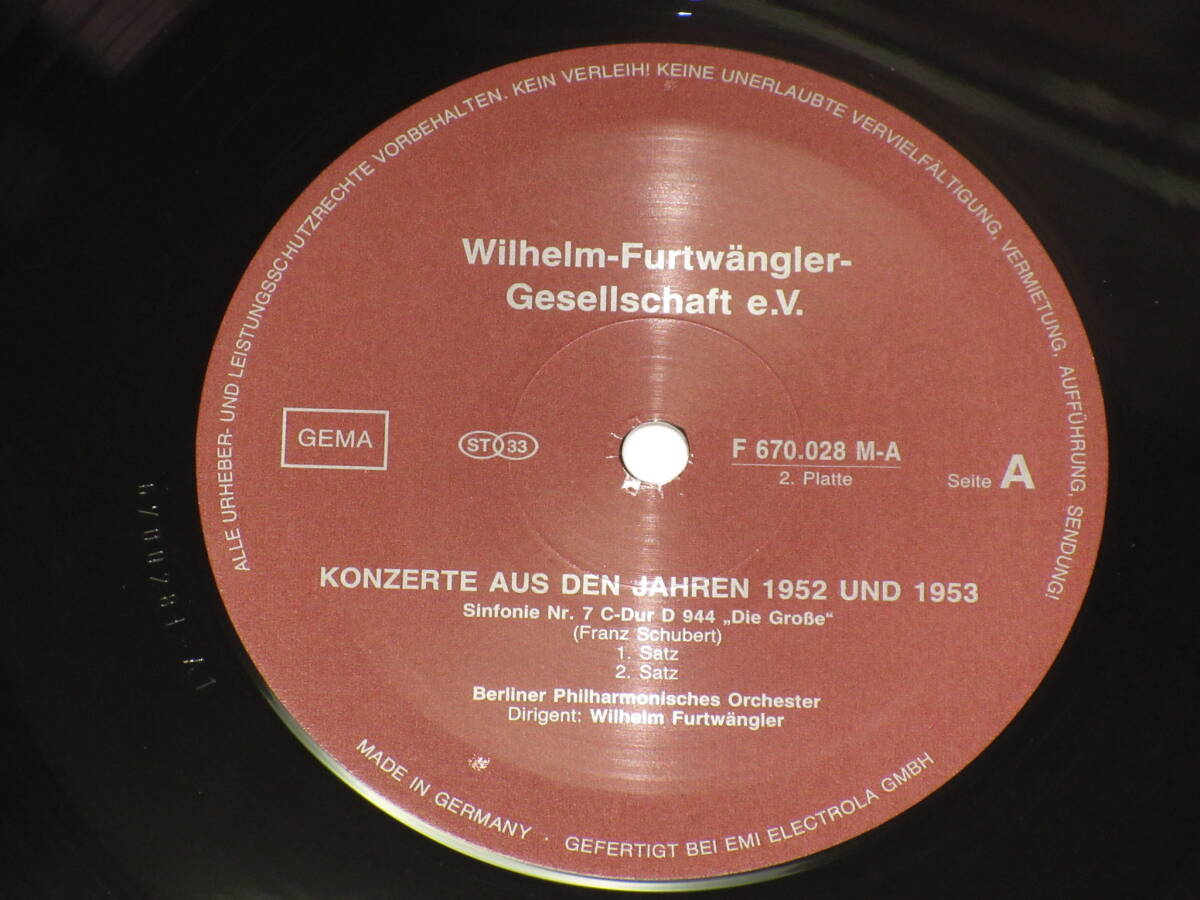 ALLE URHEBER- UND LEISTUNGSSCHUTZRECHTE VORBEHALTEN. KEIN VERLEIH! KEINE UNERLAUBTE VERVIELFÄLTIGUNG, VERMIETUNG, AUFFÜHRUNG, SENDUNG!
Wilhelm-Furtwängler-
Gesellschaft e.V.
GEMA
ST 33
F 670.028 M-A
2. Platte
Seite A
KONZERTE AUS DEN JAHREN 1952 UND 1953
Sinfonie Nr. 7 C-Dur D 944 „Die Große“
(Franz Schubert)
1. Satz
2. Satz
Berliner Philharmonisches Orchester
Dirigent: Wilhelm Furtwängler
MADE IN GERMANY · GEFERTIGT BEI EMI ELECTROLA GMBH